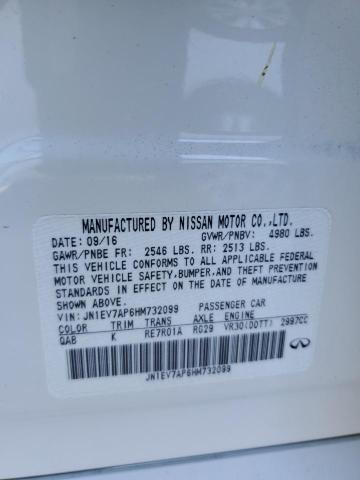 MANUFACTURED BY NISSAN MOTOR CO.,LTD.
DATE: 09/16 GVWR/PNBV: 4980 LBS.
GAWR/PNBE FR: 2546 LBS. RR: 2513 LBS.
THIS VEHICLE CONFORMS TO ALL APPLICABLE FEDERAL
MOTOR VEHICLE SAFETY, BUMPER, AND THEFT PREVENTION
STANDARDS IN EFFECT ON THE DATE OF MANUFACTURE
SHOWN ABOVE.
VIN: JN1EV7AP6HM732099 PASSENGER CAR
COLOR TRIM TRANS AXLE ENGINE
QAB K RE7R01A RG29 VR30(DDTT) 2997CC
JN1EV7AP6HM732099